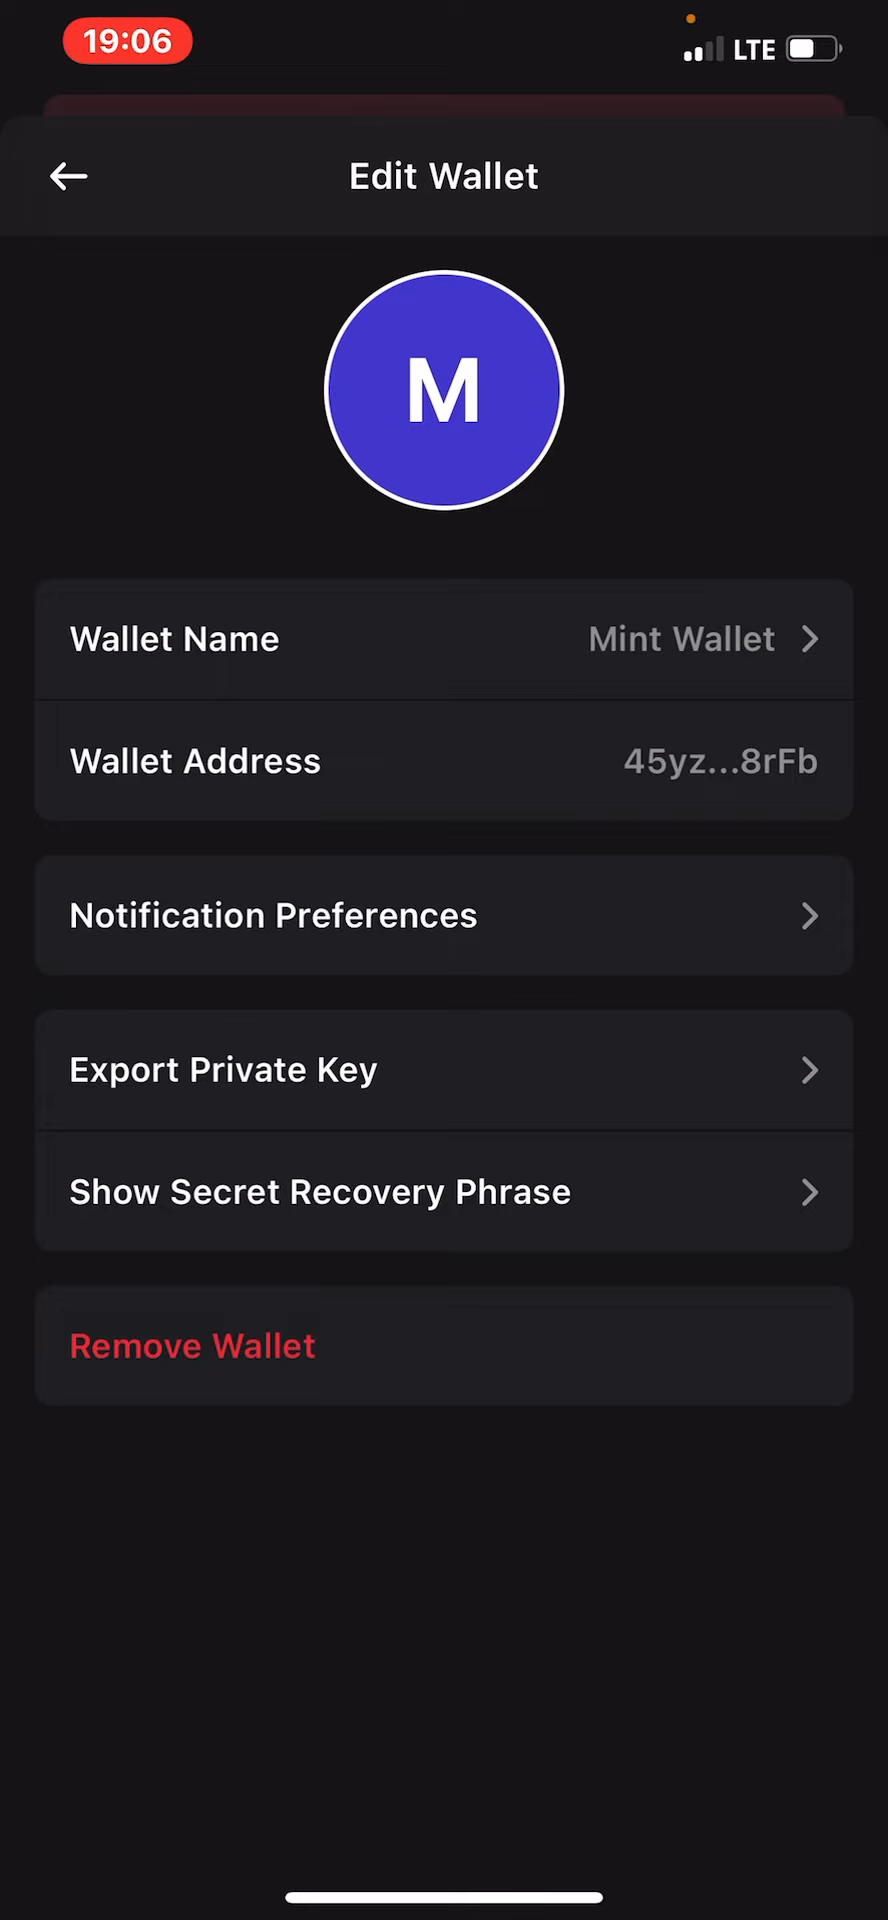 19:06
LTE
Edit Wallet
M
Wallet Name Mint Wallet
Wallet Address 45yz...8rFb
Notification Preferences
Export Private Key
Show Secret Recovery Phrase
Remove Wallet